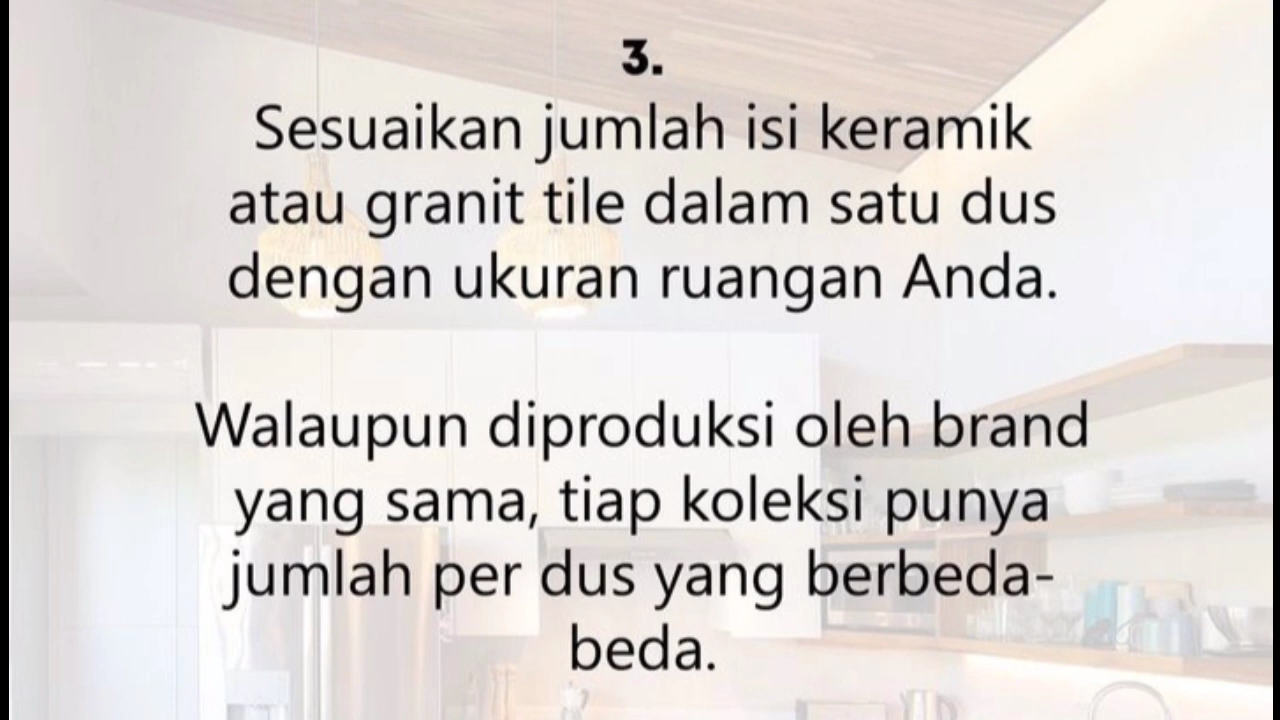 3.
Sesuaikan jumlah isi keramik
atau granit tile dalam satu dus
dengan ukuran ruangan Anda.
Walaupun diproduksi oleh brand
yang sama, tiap koleksi punya
jumlah per dus yang berbeda-
beda.